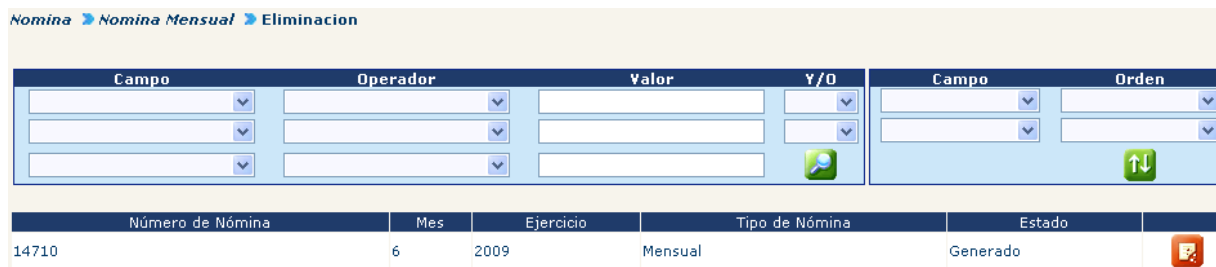 Nomina Nomina Mensual Eliminacion
Campo Operador Valor Y/O Campo Orden
Número de Nómina Mes Ejercicio Tipo de Nómina Estado
14710 6 2009 Mensual Generado